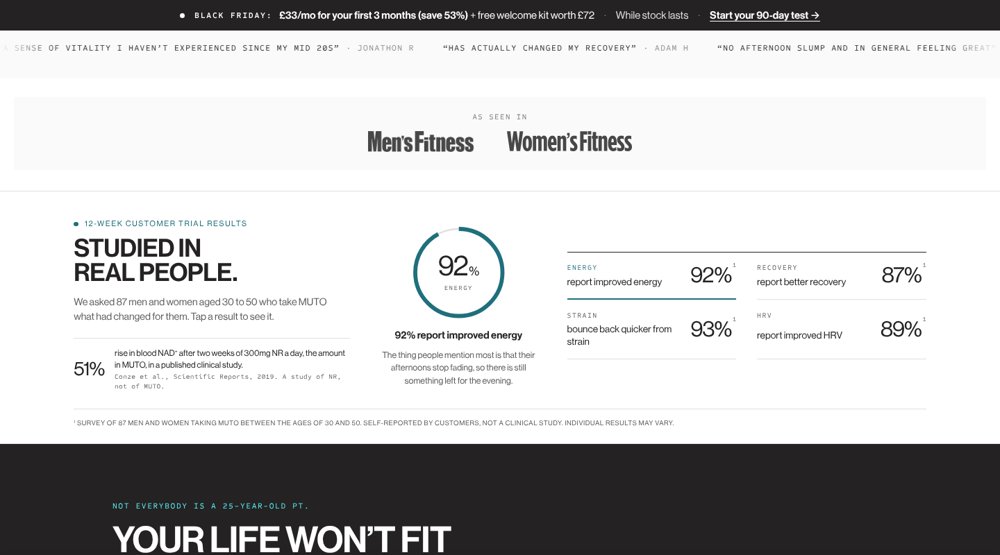 BLACK FRIDAY: £33/mo for your first 3 months (save 53%) + free welcome kit worth £72 · While stock lasts · Start your 90-day test →
A SENSE OF VITALITY I HAVEN'T EXPERIENCED SINCE MY MID 20S” · JONATHON R “HAS ACTUALLY CHANGED MY RECOVERY” · ADAM H “NO AFTERNOON SLUMP AND IN GENERAL FEELING GREAT”
AS SEEN IN
Men's Fitness Women's Fitness
12-WEEK CUSTOMER TRIAL RESULTS
STUDIED IN
REAL PEOPLE.
We asked 87 men and women aged 30 to 50 who take MUTO
what had changed for them. Tap a result to see it.
51%
rise in blood NAD⁺ after two weeks of 300mg NR a day, the amount
in MUTO, in a published clinical study.
Conze et al., Scientific Reports, 2019. A study of NR,
not of MUTO.
92%
ENERGY
92% report improved energy
The thing people mention most is that their
afternoons stop fading, so there is still
something left for the evening.
ENERGY
report improved energy 92% ¹
RECOVERY
report better recovery 87% ¹
STRAIN
bounce back quicker from
strain
93% ¹
HRV
report improved HRV 89% ¹
¹ SURVEY OF 87 MEN AND WOMEN TAKING MUTO BETWEEN THE AGES OF 30 AND 50. SELF-REPORTED BY CUSTOMERS, NOT A CLINICAL STUDY. INDIVIDUAL RESULTS MAY VARY.
NOT EVERYBODY IS A 25-YEAR-OLD PT.
YOUR LIFE WON'T FIT